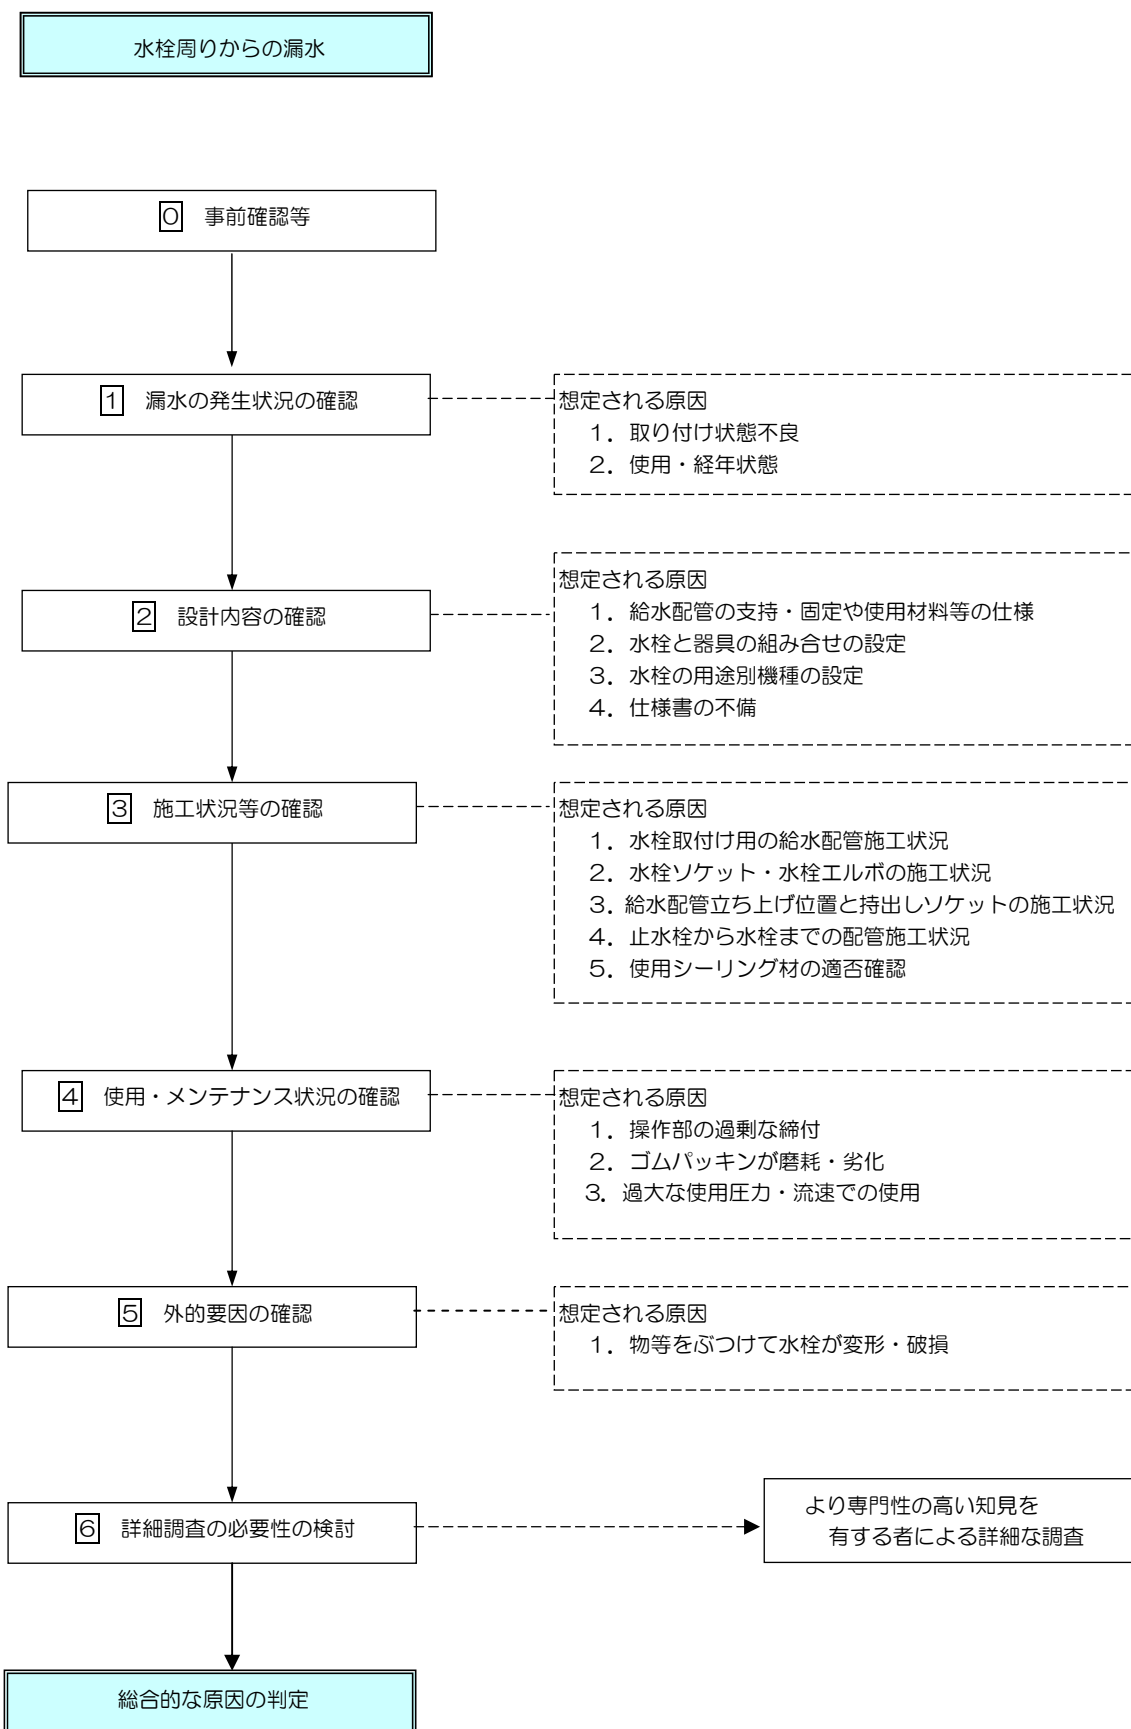 水栓周りからの漏水
0 事前確認等
1 漏水の発生状況の確認
想定される原因
1．取り付け状態不良
2．使用・経年状態
2 設計内容の確認
想定される原因
1．給水配管の支持・固定や使用材料等の仕様
2．水栓と器具の組み合せの設定
3．水栓の用途別機種の設定
4．仕様書の不備
3 施工状況等の確認
想定される原因
1．水栓取付け用の給水配管施工状況
2．水栓ソケット・水栓エルボの施工状況
3．給水配管立ち上げ位置と持出しソケットの施工状況
4．止水栓から水栓までの配管施工状況
5．使用シーリング材の適否確認
4 使用・メンテナンス状況の確認
想定される原因
1．操作部の過剰な締付
2．ゴムパッキンが磨耗・劣化
3．過大な使用圧力・流速での使用
5 外的要因の確認
想定される原因
1．物等をぶつけて水栓が変形・破損
6 詳細調査の必要性の検討
より専門性の高い知見を
有する者による詳細な調査
総合的な原因の判定